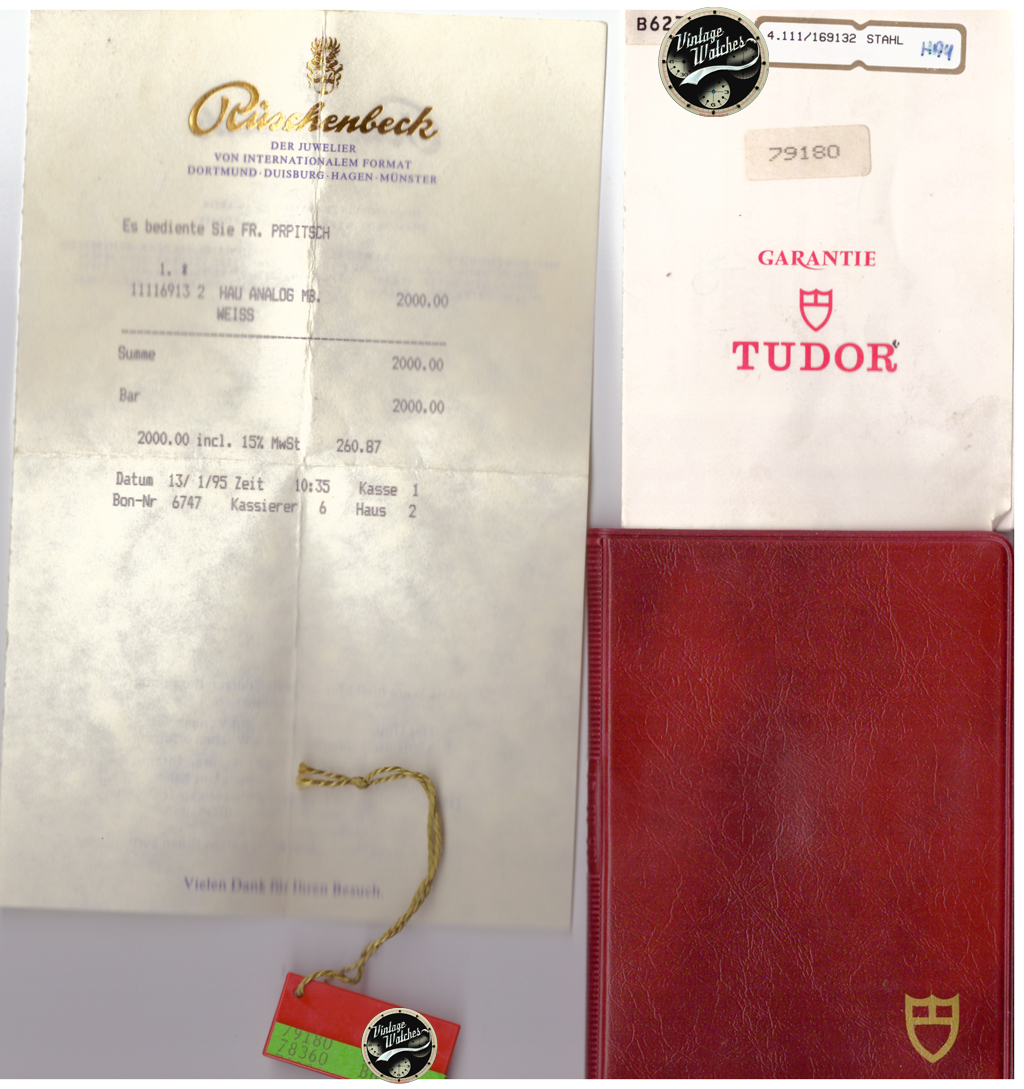 Rüschenbeck
DER JUWELIER
VON INTERNATIONALEM FORMAT
DORTMUND·DUISBURG·HAGEN·MÜNSTER
Es bediente Sie FR. PRPITSCH
1. #
11116913 2 HAU ANALOG MB. 2000.00
WEISS
Summe 2000.00
Bar 2000.00
2000.00 incl. 15% MwSt 260.87
Datum 13/ 1/95 Zeit 10:35 Kasse 1
Bon-Nr 6747 Kassierer 6 Haus 2
Vielen Dank für Ihren Besuch.
79180
78360
Vintage
Watches
Vintage
Watches
4.111/169132 STAHL
79180
GARANTIE
TUDOR